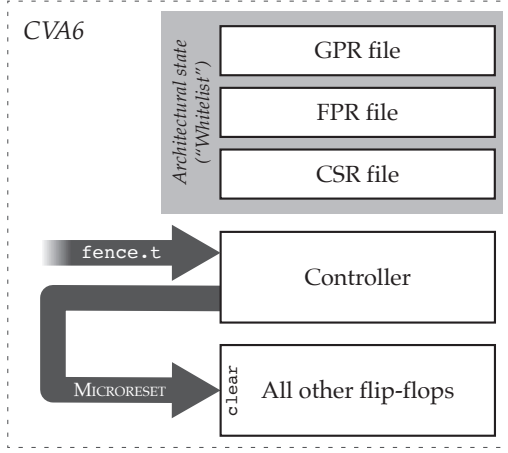 CVA6
Architectural state
("Whitelist")
GPR file
FPR file
CSR file
fence.t
Controller
MICRORESET
clear
All other flip-flops